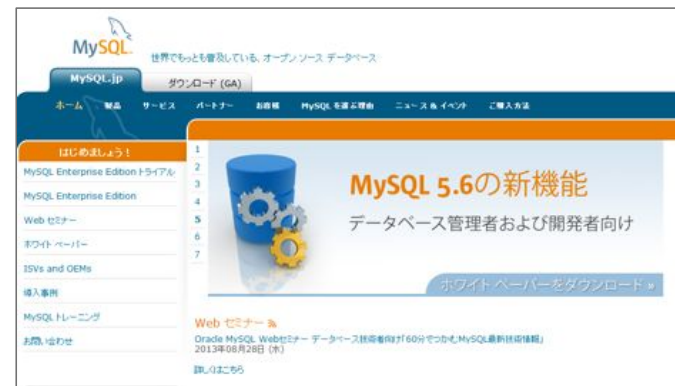 MySQL.
世界でもっとも普及している、オープン ソース データベース
MySQL.jp
ダウンロード (GA)
ホーム 製品 サービス パートナー お客様 MySQL を選ぶ理由 ニュース & イベント ご購入方法
はじめましょう!
MySQL Enterprise Edition トライアル
MySQL Enterprise Edition
Web セミナー
ホワイト ペーパー
ISVs and OEMs
導入事例
MySQL トレーニング
お問い合わせ
1
2
3
4
5
6
7
MySQL 5.6の新機能
データベース管理者および開発者向け
ホワイト ペーパーをダウンロード »
Web セミナー
Oracle MySQL Webセミナー データベース技術者向け「60分でつかむMySQL最新技術情報」
2013年08月28日 (水)
詳しくはこちら